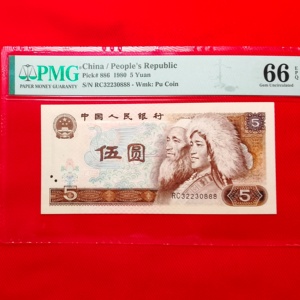 PMG
PAPER MONEY GUARANTY
China / People's Republic
Pick# 886 1980 5 Yuan
S/N RC32230888 - Wmk: Pu Coin
66 EPQ
Gem Uncirculated
中国人民银行
5
伍圆
5
RC32230888
5